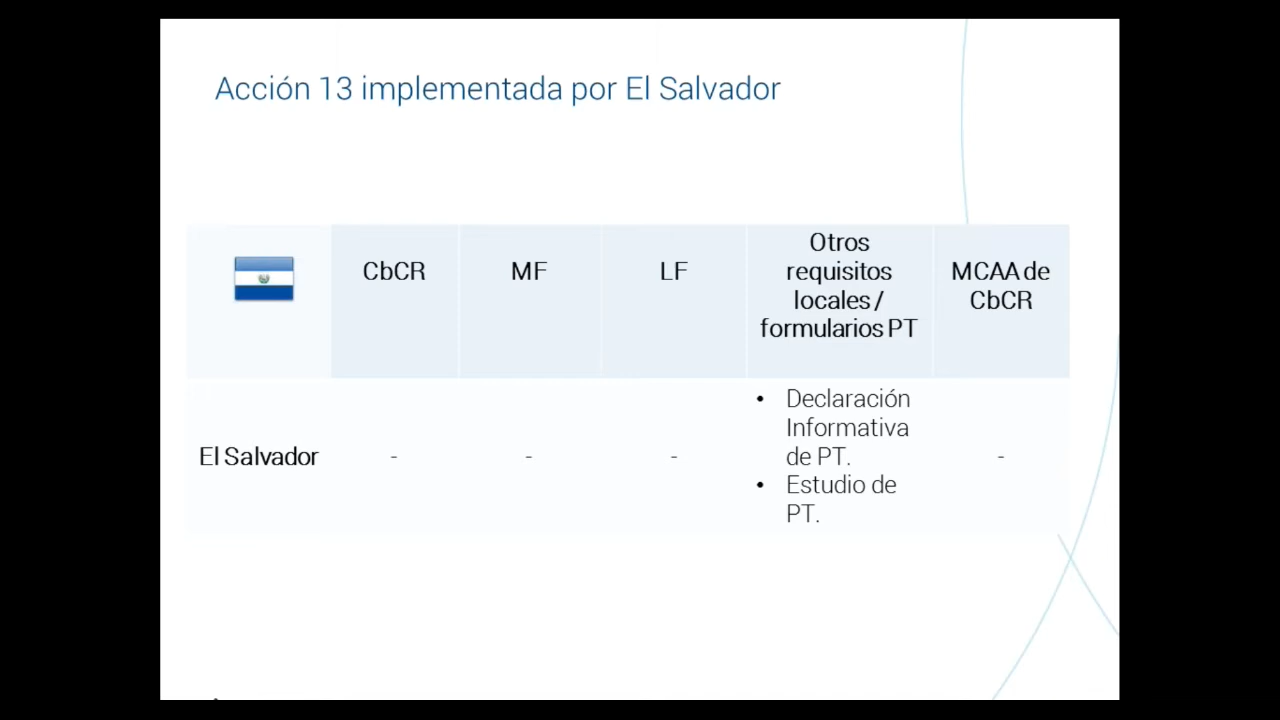 Acción 13 implementada por El Salvador
CbCR
MF
LF
Otros
requisitos
locales /
formularios PT
MCAA de
CbCR
El Salvador
-
-
-
• Declaración
Informativa
de PT.
• Estudio de
PT.
-